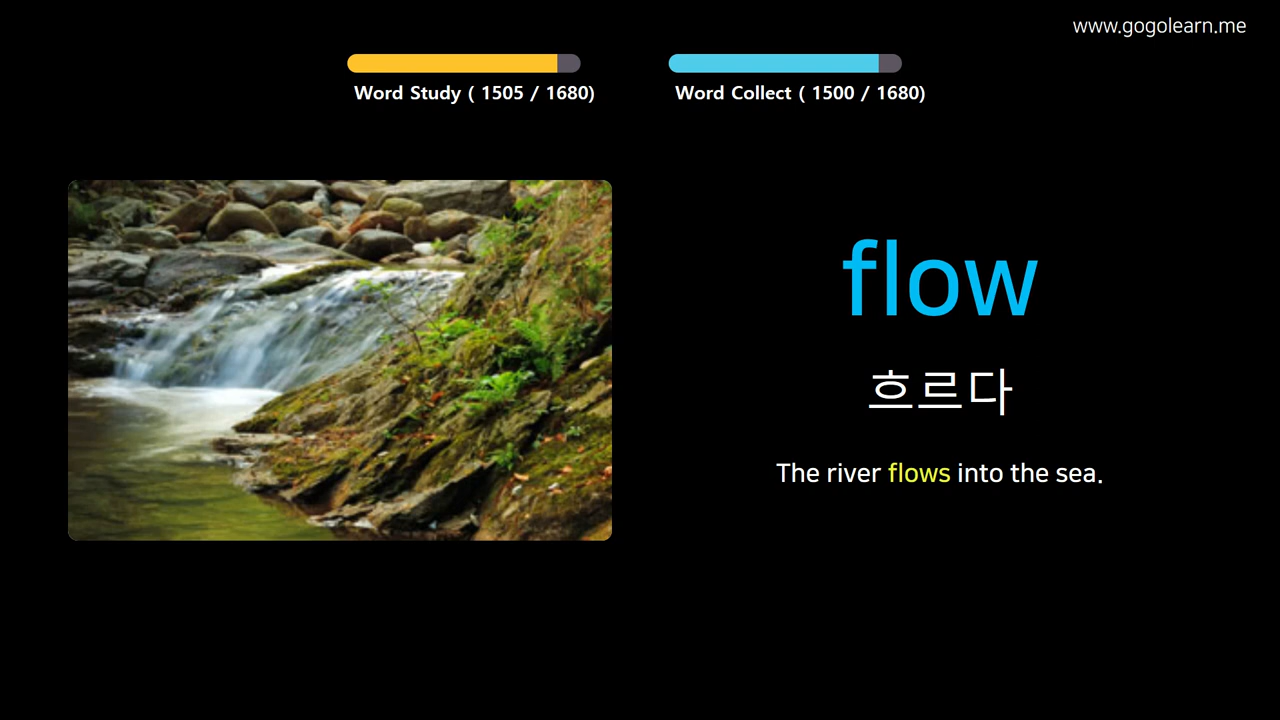 www.gogolearn.me
Word Study ( 1505 / 1680)
Word Collect ( 1500 / 1680)
flow
흐르다
The river flows into the sea.